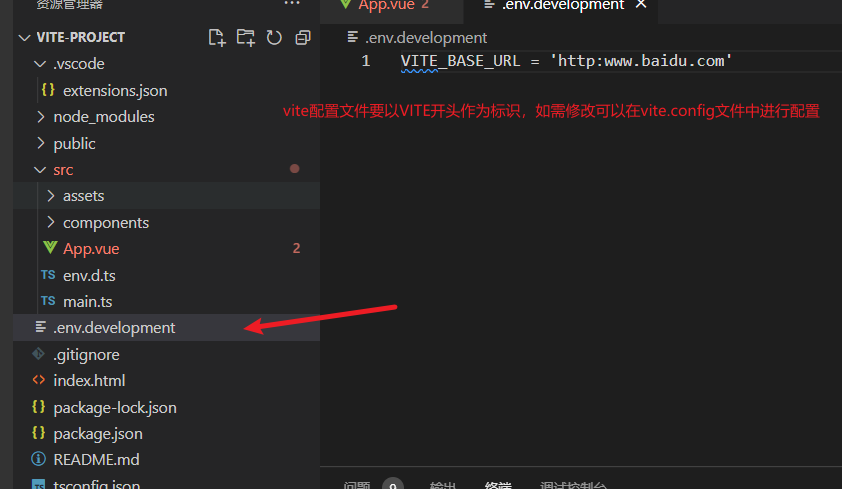 资源管理器
VITE-PROJECT
.vscode
extensions.json
node_modules
public
src
assets
components
App.vue 2
TS env.d.ts
TS main.ts
.env.development
.gitignore
index.html
package-lock.json
package.json
README.md
TS tsconfig.json
App.vue 2
.env.development
.env.development
1 VITE_BASE_URL = 'http:www.baidu.com'
vite配置文件要以VITE开头作为标识，如需修改可以在vite.config文件中进行配置
问题 9 输出 终端 调试控制台